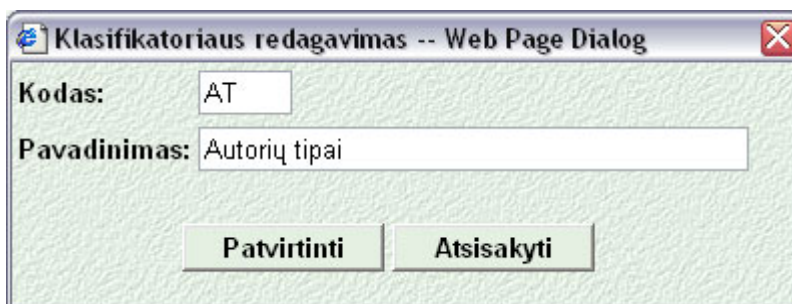 Klasifikatoriaus redagavimas -- Web Page Dialog
Kodas: AT
Pavadinimas: Autorių tipai
Patvirtinti Atsisakyti